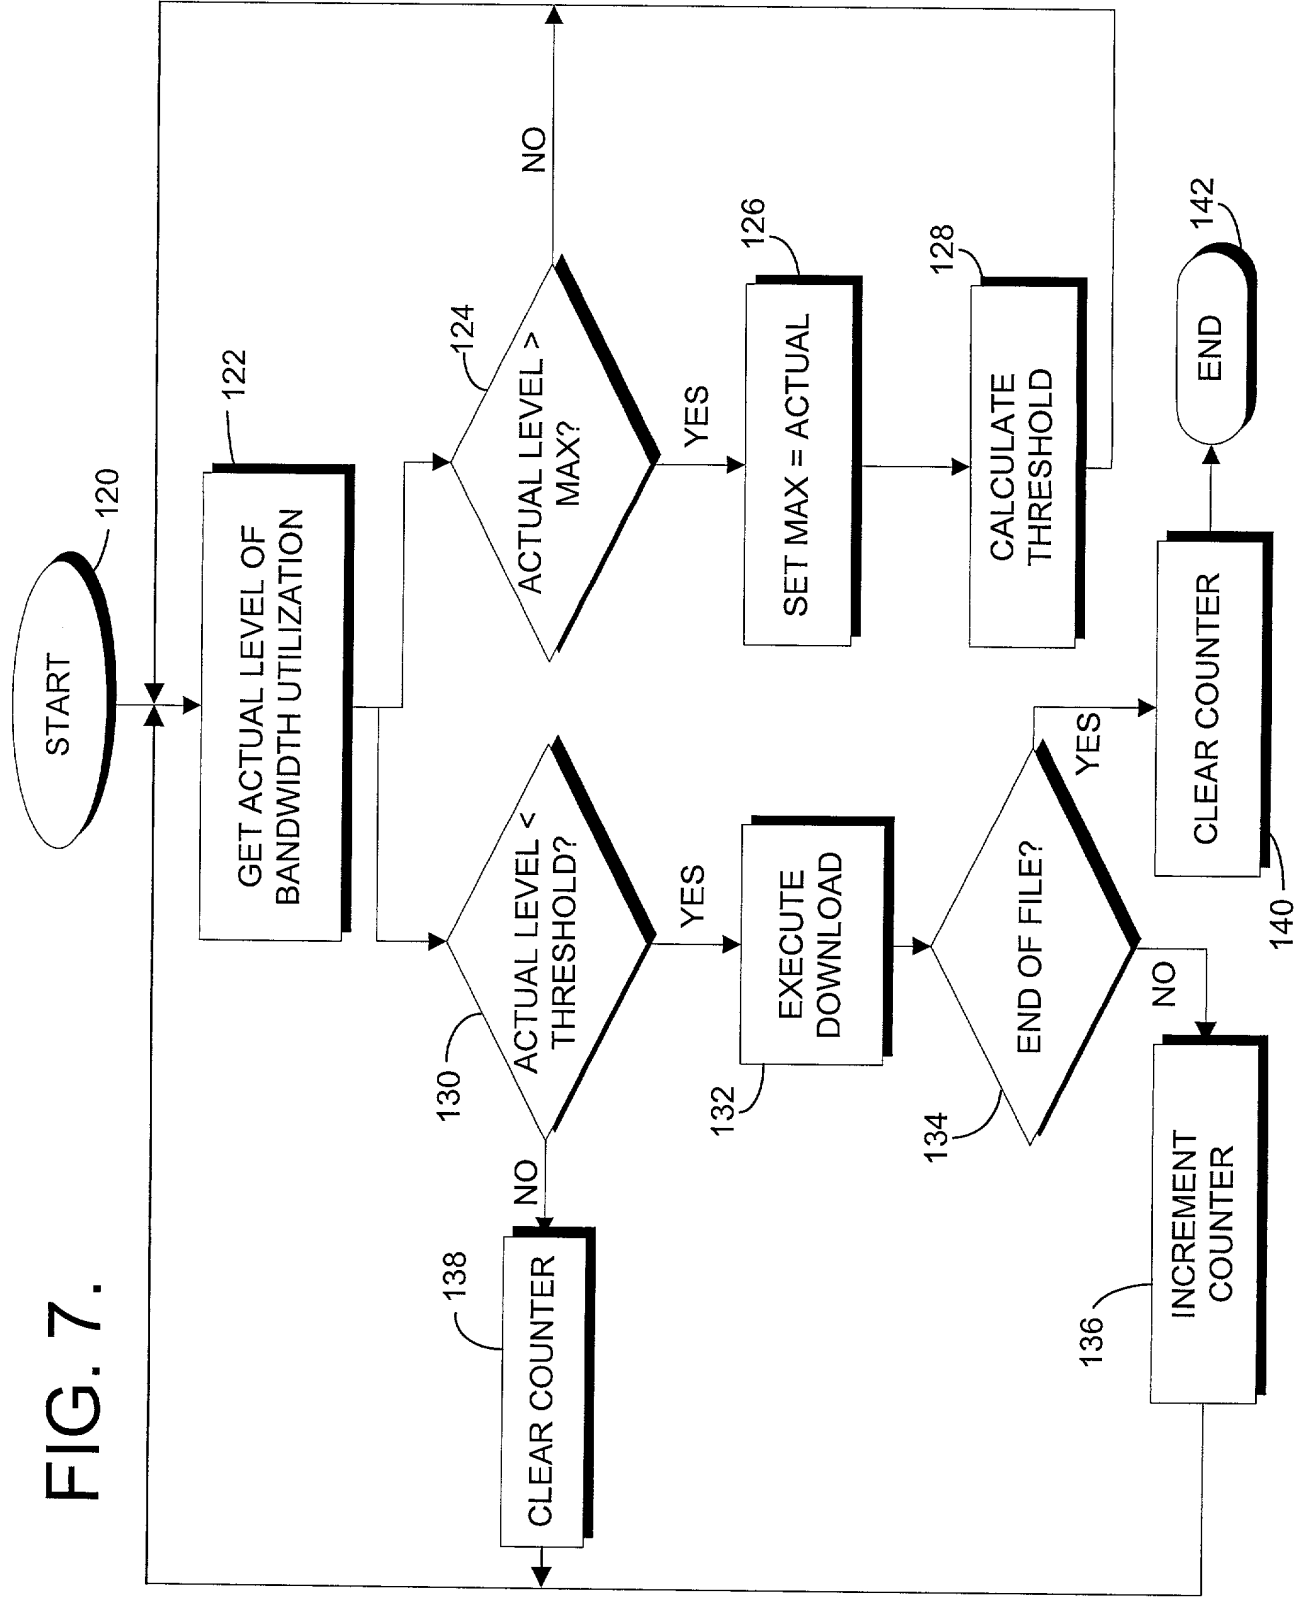 FIG. 7.
START
120
GET ACTUAL LEVEL OF
BANDWIDTH UTILIZATION
122
ACTUAL LEVEL <
THRESHOLD?
130
NO
CLEAR COUNTER
138
YES
EXECUTE
DOWNLOAD
132
END OF FILE?
134
NO
INCREMENT
COUNTER
136
YES
CLEAR COUNTER
140
END
142
ACTUAL LEVEL >
MAX?
124
NO
YES
SET MAX = ACTUAL
126
CALCULATE
THRESHOLD
128